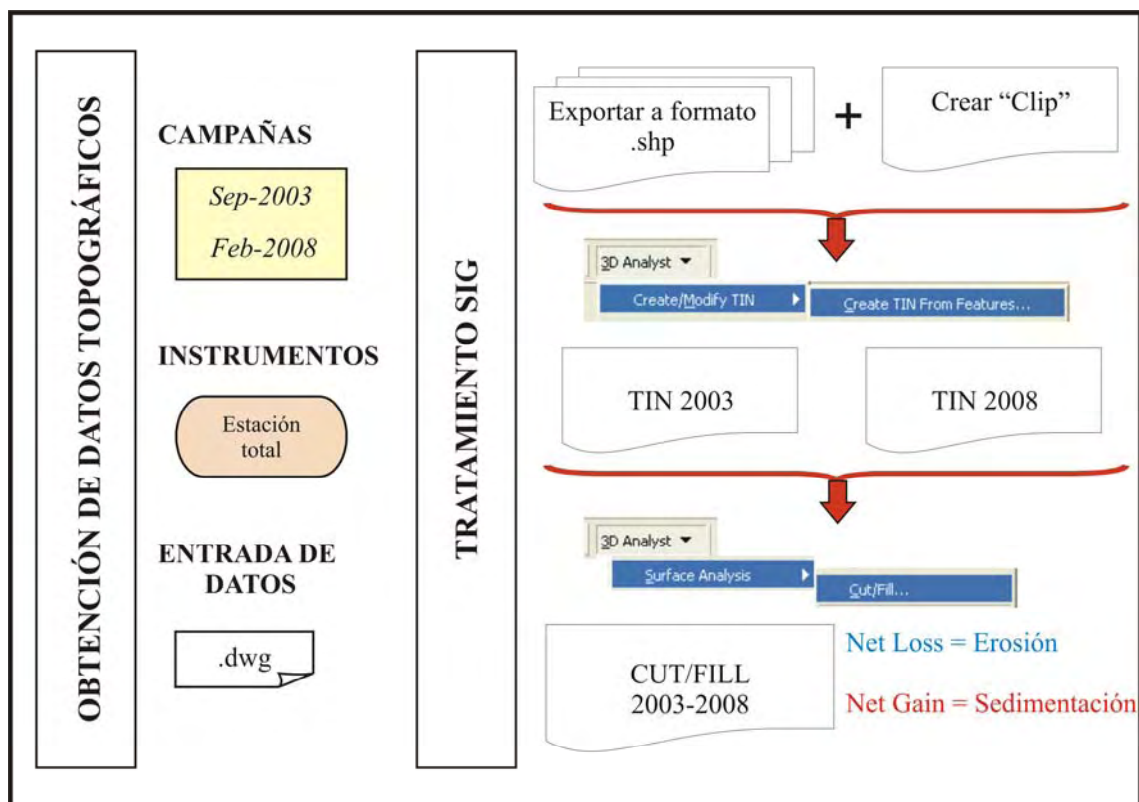 OBTENCIÓN DE DATOS TOPOGRÁFICOS
CAMPAÑAS
Sep-2003
Feb-2008
INSTRUMENTOS
Estación
total
ENTRADA DE
DATOS
.dwg
TRATAMIENTO SIG
Exportar a formato
.shp
+
Crear “Clip”
3D Analyst
Create/Modify TIN
Create TIN From Features...
TIN 2003
TIN 2008
3D Analyst
Surface Analysis
Cut/Fill...
CUT/FILL
2003-2008
Net Loss = Erosión
Net Gain = Sedimentación